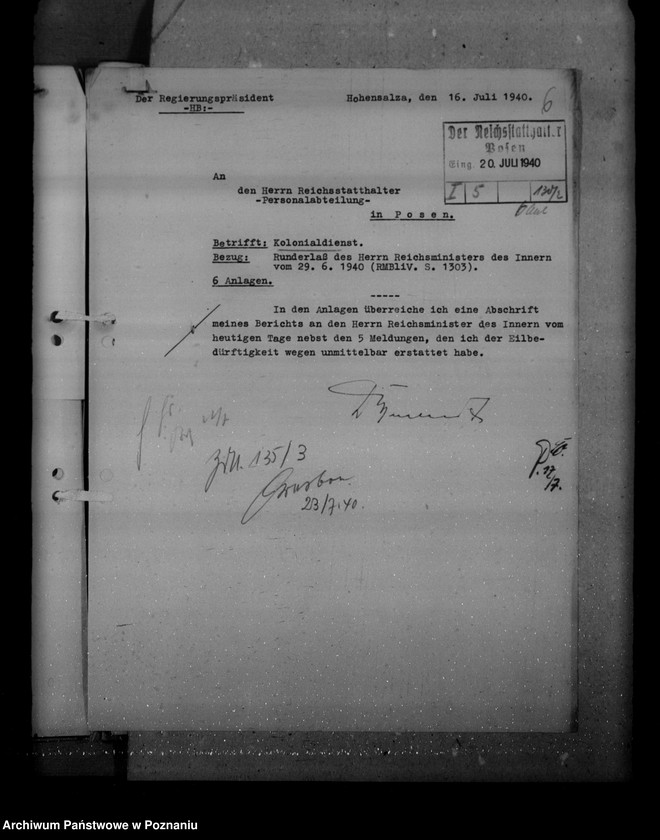 Der Regierungspräsident
-HB:-
Hohensalza, den 16. Juli 1940.
6
Der Reichsstatthalter
Posen
Eing. 20. JULI 1940
I 5
An
den Herrn Reichsstatthalter
-Personalabteilung-
in Posen.
Betrifft: Kolonialdienst.
Bezug: Runderlaß des Herrn Reichsministers des Innern
vom 29. 6. 1940 (RMBliV. S. 1303).
6 Anlagen.
-----
In den Anlagen überreiche ich eine Abschrift
meines Berichts an den Herrn Reichsminister des Innern vom
heutigen Tage nebst den 5 Meldungen, den ich der Eilbe-
dürftigkeit wegen unmittelbar erstattet habe.
135/3
23/7.40.
Archiwum Państwowe w Poznaniu